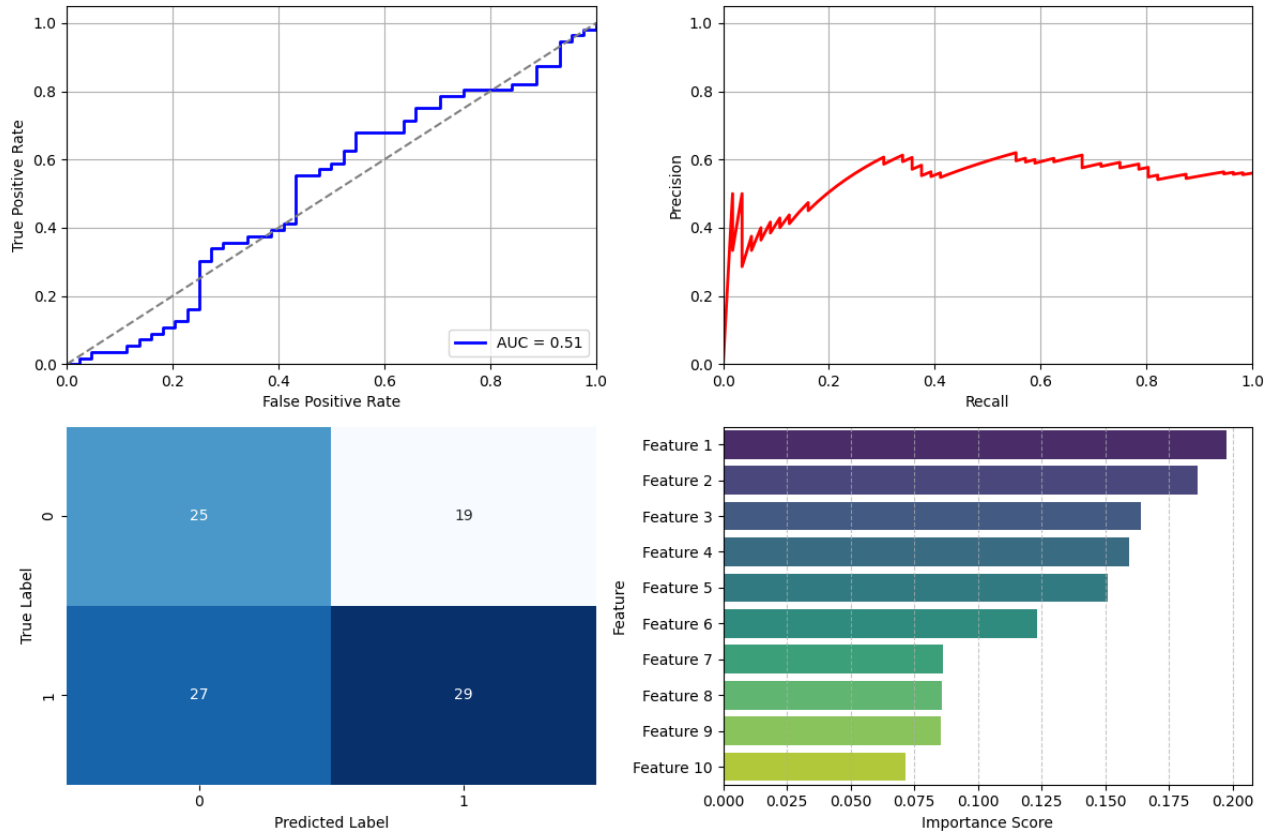 1.0
0.8
0.6
0.4
0.2
0.0
True Positive Rate
0.0 0.2 0.4 0.6 0.8 1.0
False Positive Rate
AUC = 0.51
1.0
0.8
0.6
0.4
0.2
0.0
Precision
0.0 0.2 0.4 0.6 0.8 1.0
Recall
True Label
0
1
25 19
27 29
0 1
Predicted Label
Feature
Feature 1
Feature 2
Feature 3
Feature 4
Feature 5
Feature 6
Feature 7
Feature 8
Feature 9
Feature 10
0.000 0.025 0.050 0.075 0.100 0.125 0.150 0.175 0.200
Importance Score